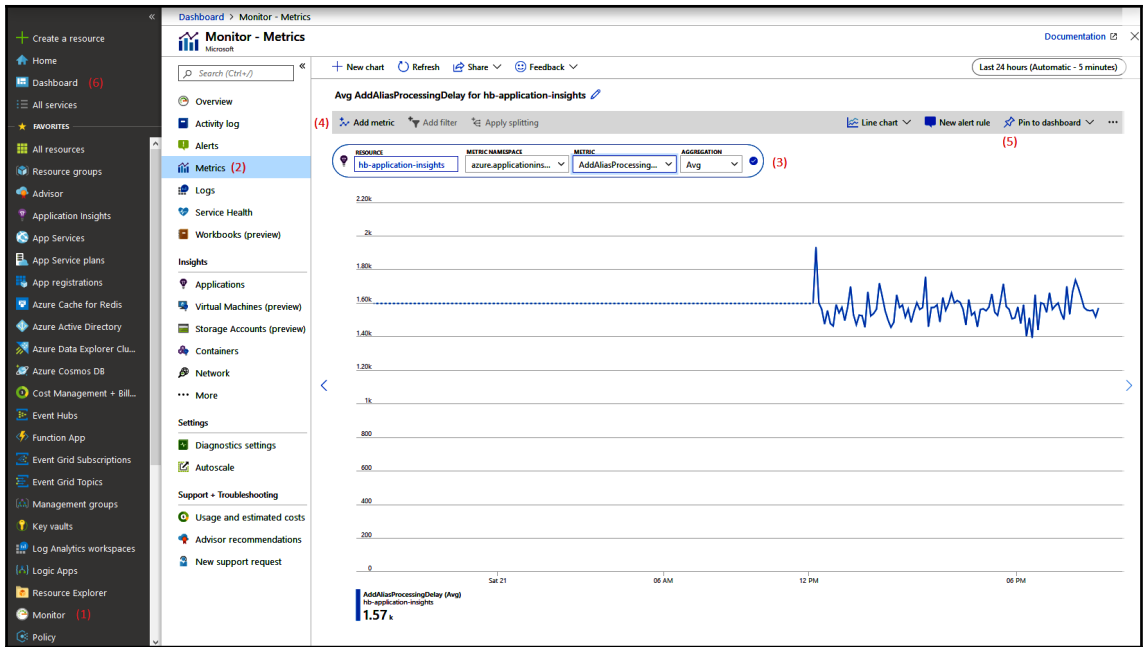 «
Create a resource
Home
Dashboard (6)
All services
FAVORITES
All resources
Resource groups
Advisor
Application Insights
App Services
App Service plans
App registrations
Azure Cache for Redis
Azure Active Directory
Azure Data Explorer Clu...
Azure Cosmos DB
Cost Management + Bill...
Event Hubs
Function App
Event Grid Subscriptions
Event Grid Topics
Management groups
Key vaults
Log Analytics workspaces
Logic Apps
Resource Explorer
Monitor (1)
Policy
Dashboard > Monitor - Metrics
Monitor - Metrics
Microsoft
Documentation
Search (Ctrl+/)
«
Overview
Activity log
Alerts
Metrics (2)
Logs
Service Health
Workbooks (preview)
Insights
Applications
Virtual Machines (preview)
Storage Accounts (preview)
Containers
Network
More
Settings
Diagnostics settings
Autoscale
Support + Troubleshooting
Usage and estimated costs
Advisor recommendations
New support request
New chart Refresh Share Feedback
Last 24 hours (Automatic - 5 minutes)
Avg AddAliasProcessingDelay for hb-application-insights
(4) Add metric Add filter Apply splitting Line chart New alert rule Pin to dashboard
(5)
RESOURCE METRIC NAMESPACE METRIC AGGREGATION
hb-application-insights azure.applicationins... AddAliasProcessing... Avg (3)
2.20k
2k
1.80k
1.60k
1.40k
1.20k
1k
800
600
400
200
0
Sat 21 06 AM 12 PM 06 PM
AddAliasProcessingDelay (Avg)
hb-application-insights
1.57 k